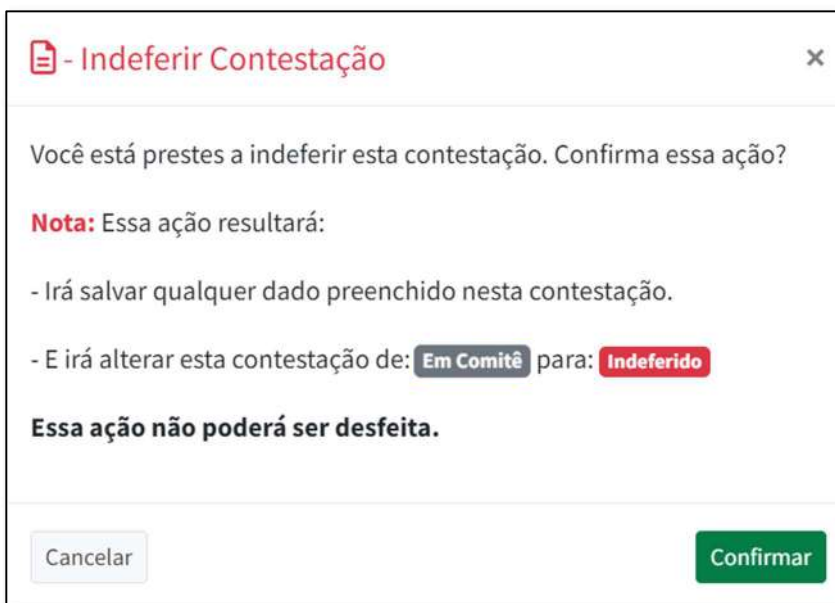 - Indeferir Contestação ×
Você está prestes a indeferir esta contestação. Confirma essa ação?
Nota: Essa ação resultará:
- Irá salvar qualquer dado preenchido nesta contestação.
- E irá alterar esta contestação de: Em Comitê para: Indeferido
Essa ação não poderá ser desfeita.
Cancelar Confirmar